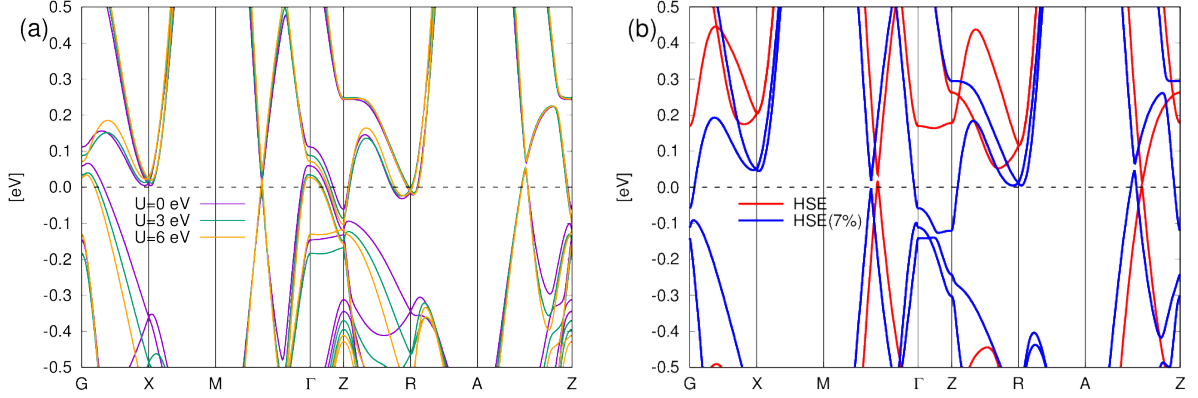 (a)
[eV]
0.5
0.4
0.3
0.2
0.1
0.0
-0.1
-0.2
-0.3
-0.4
-0.5
U=0 eV
U=3 eV
U=6 eV
G X M Γ Z R A Z
(b)
[eV]
0.5
0.4
0.3
0.2
0.1
0.0
-0.1
-0.2
-0.3
-0.4
-0.5
HSE
HSE(7%)
G X M Γ Z R A Z